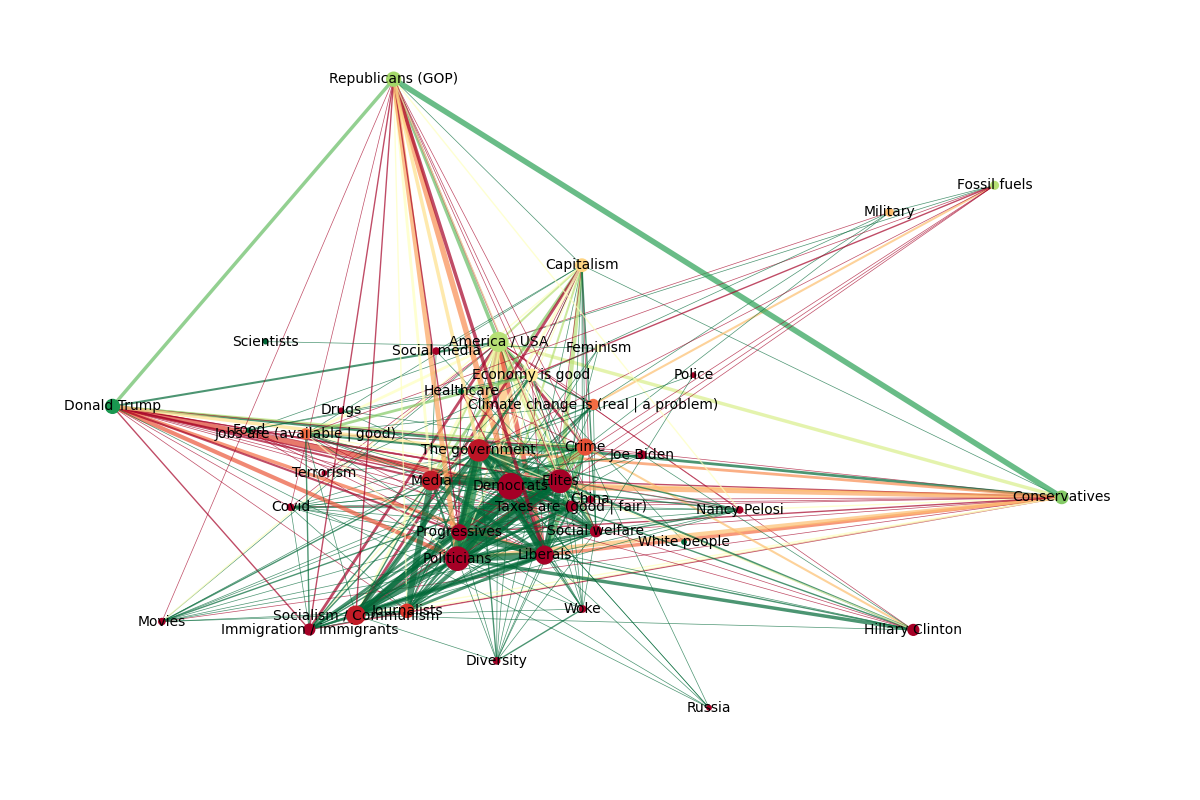 Republicans (GOP)
Fossil fuels
Military
Capitalism
Scientists
America / USA
Social media
Feminism
Economy is good
Police
Healthcare
Donald Trump
Climate change is (real | a problem)
Drugs
Food
Jobs are (available | good)
Crime
The government
Joe Biden
Terrorism
Media
Elites
Democrats
Conservatives
China
Covid
Taxes are (good | fair)
Nancy Pelosi
Progressives
Social welfare
White people
Liberals
Politicians
Woke
Journalists
Socialism / Communism
Movies
Immigration / Immigrants
Hillary Clinton
Diversity
Russia